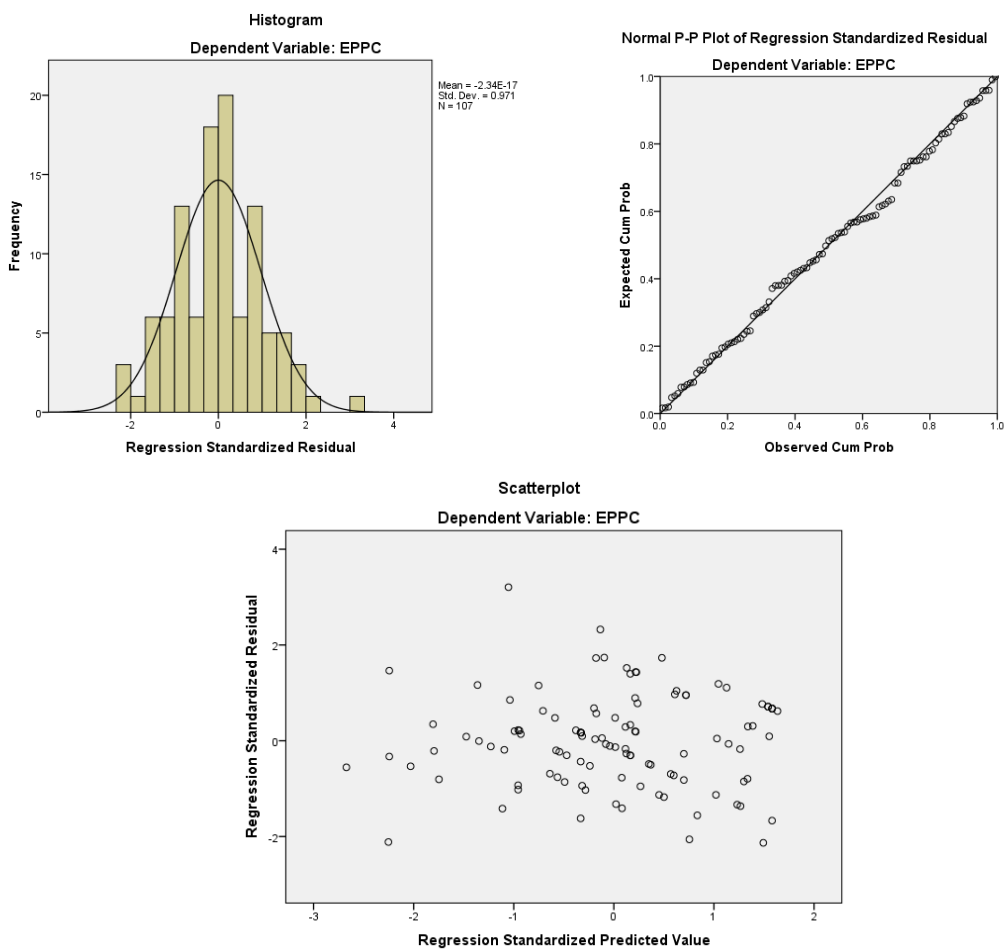 Histogram
Dependent Variable: EPPC
Mean = -2.34E-17
Std. Dev. = 0.971
N = 107
20
15
10
5
0
Frequency
-2
0
2
4
Regression Standardized Residual
Normal P-P Plot of Regression Standardized Residual
Dependent Variable: EPPC
1.0
0.8
0.6
0.4
0.2
0.0
Expected Cum Prob
0.0
0.2
0.4
0.6
0.8
1.0
Observed Cum Prob
Scatterplot
Dependent Variable: EPPC
4
2
0
-2
Regression Standardized Residual
-3
-2
-1
0
1
2
Regression Standardized Predicted Value